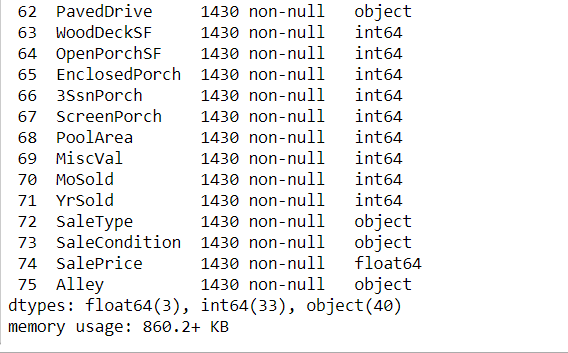 62 PavedDrive 1430 non-null object
63 WoodDeckSF 1430 non-null int64
64 OpenPorchSF 1430 non-null int64
65 EnclosedPorch 1430 non-null int64
66 3SsnPorch 1430 non-null int64
67 ScreenPorch 1430 non-null int64
68 PoolArea 1430 non-null int64
69 MiscVal 1430 non-null int64
70 MoSold 1430 non-null int64
71 YrSold 1430 non-null int64
72 SaleType 1430 non-null object
73 SaleCondition 1430 non-null object
74 SalePrice 1430 non-null float64
75 Alley 1430 non-null object
dtypes: float64(3), int64(33), object(40)
memory usage: 860.2+ KB